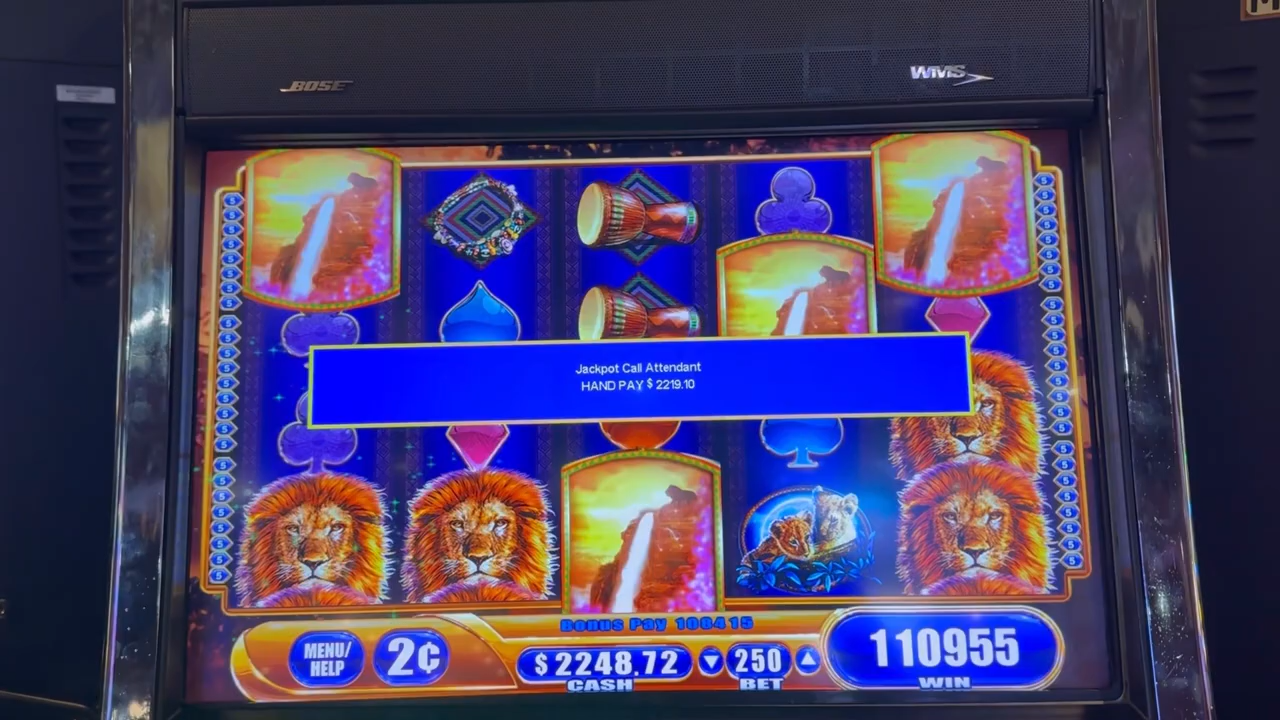 BOSE
WMS
Jackpot Call Attendant
HAND PAY $ 2219.10
Bonus Pay 108415
MENU/
HELP
2¢
$2248.72
CASH
250
BET
110955
WIN